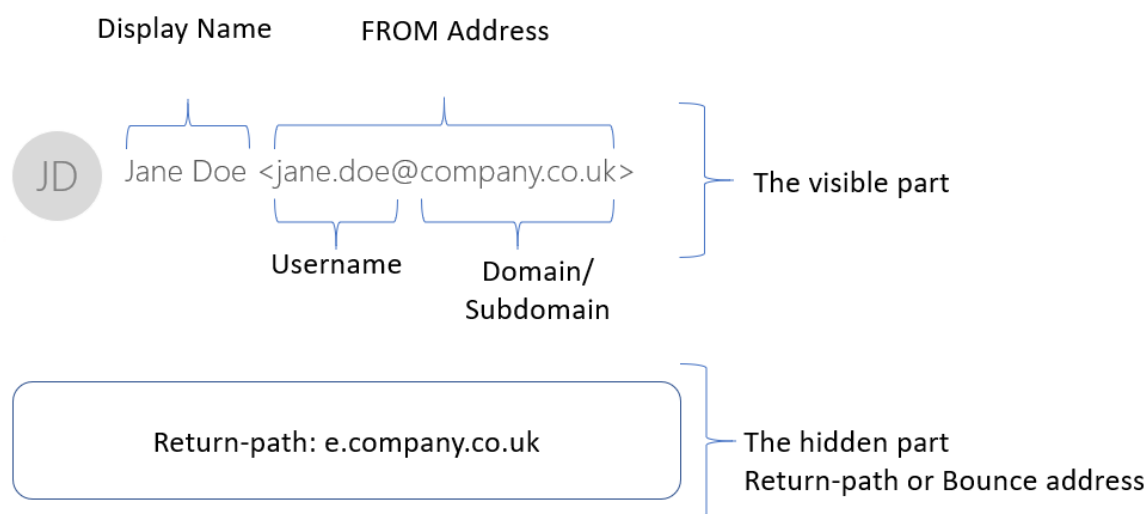 Display Name
FROM Address
JD
Jane Doe <jane.doe@company.co.uk>
The visible part
Username
Domain/
Subdomain
Return-path: e.company.co.uk
The hidden part
Return-path or Bounce address